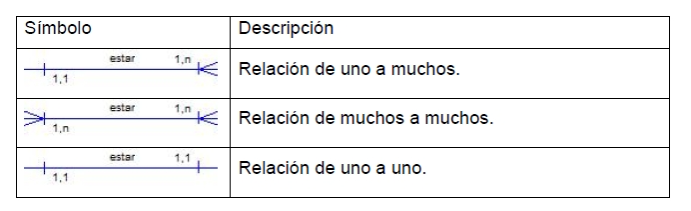 Símbolo Descripción
estar 1,n
1,1
Relación de uno a muchos.
estar 1,n
1,n
Relación de muchos a muchos.
estar 1,1
1,1
Relación de uno a uno.